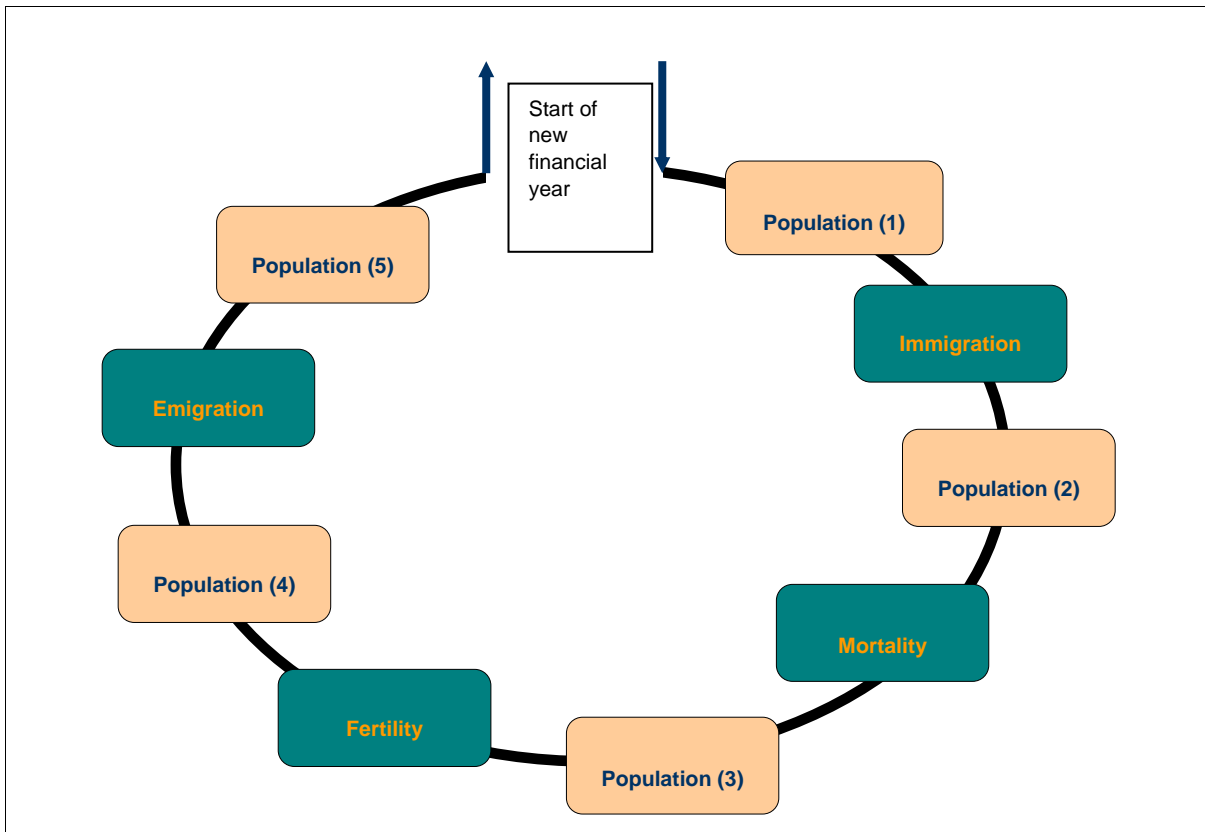 Start of
new
financial
year
Population (1)
Immigration
Population (2)
Mortality
Population (3)
Fertility
Population (4)
Emigration
Population (5)